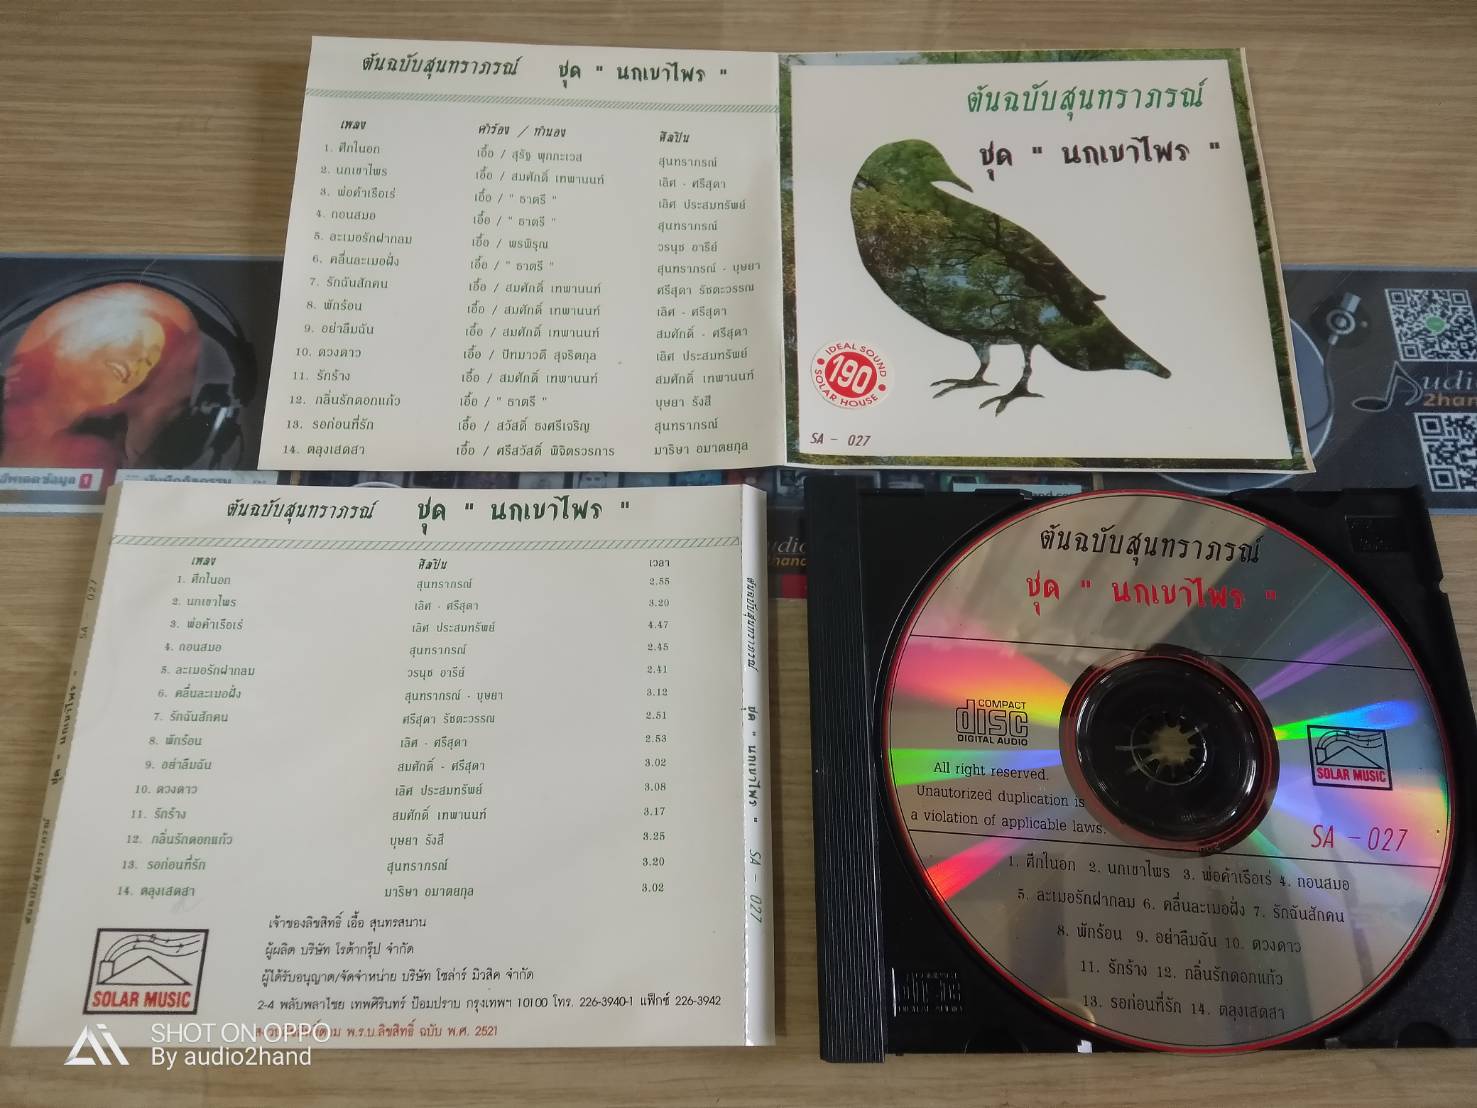 ต้นฉบับสุนทราภรณ์ ชุด " นกเขาไพร "
เพลง คำร้อง / ทำนอง ศิลปิน
1. ศึกในอก เอื้อ / สุรัฐ พุกกะเวส สุนทราภรณ์
2. นกเขาไพร เอื้อ / สมศักดิ์ เทพานนท์ เลิศ - ศรีสุดา
3. พ่อค้าเรือเร่ เอื้อ / " ธาตรี " เลิศ ประสมทรัพย์
4. ถอนสมอ เอื้อ / " ธาตรี " สุนทราภรณ์
5. ละเมอรักฝากลม เอื้อ / พรพิรุณ วรนุช อารีย์
6. คลื่นละเมอฝั่ง เอื้อ / " ธาตรี " สุนทราภรณ์ - บุษยา
7. รักฉันสักคน เอื้อ / สมศักดิ์ เทพานนท์ ศรีสุดา รัชตะวรรณ
8. พักร้อน เอื้อ / สมศักดิ์ เทพานนท์ เลิศ - ศรีสุดา
9. อย่าลืมฉัน เอื้อ / สมศักดิ์ เทพานนท์ สมศักดิ์ - ศรีสุดา
10. ดวงดาว เอื้อ / ปัทมาวดี สุจริตกุล เลิศ ประสมทรัพย์
11. รักร้าง เอื้อ / สมศักดิ์ เทพานนท์ สมศักดิ์ เทพานนท์
12. กลิ่นรักดอกแก้ว เอื้อ / " ธาตรี " บุษยา รังสี
13. รอก่อนที่รัก เอื้อ / สวัสดิ์ ธงศรีเจริญ สุนทราภรณ์
14. ตลุงเสดสา เอื้อ / ศรีสวัสดิ์ พิจิตรวรการ มาริษา อมาตยกุล
ต้นฉบับสุนทราภรณ์
ชุด " นกเขาไพร "
IDEAL SOUND
190
SOLAR HOUSE
SA - 027
udio
2hand
ต้นฉบับสุนทราภรณ์ ชุด " นกเขาไพร "
เพลง ศิลปิน เวลา
1. ศึกในอก สุนทราภรณ์ 2.55
2. นกเขาไพร เลิศ - ศรีสุดา 3.20
3. พ่อค้าเรือเร่ เลิศ ประสมทรัพย์ 4.47
4. ถอนสมอ สุนทราภรณ์ 2.45
5. ละเมอรักฝากลม วรนุช อารีย์ 2.41
6. คลื่นละเมอฝั่ง สุนทราภรณ์ - บุษยา 3.12
7. รักฉันสักคน ศรีสุดา รัชตะวรรณ 2.51
8. พักร้อน เลิศ - ศรีสุดา 2.53
9. อย่าลืมฉัน สมศักดิ์ - ศรีสุดา 3.02
10. ดวงดาว เลิศ ประสมทรัพย์ 3.08
11. รักร้าง สมศักดิ์ เทพานนท์ 3.17
12. กลิ่นรักดอกแก้ว บุษยา รังสี 3.25
13. รอก่อนที่รัก สุนทราภรณ์ 3.20
14. ตลุงเสดสา มาริษา อมาตยกุล 3.02
เจ้าของลิขสิทธิ์ เอื้อ สุนทรสนาน
ผู้ผลิต บริษัท โรต้ากรุ๊ป จำกัด
ผู้ได้รับอนุญาต/จัดจำหน่าย บริษัท โซล่าร์ มิวสิค จำกัด
2-4 พลับพลาไชย เทพศิรินทร์ ป้อมปราบ กรุงเทพฯ 10100 โทร. 226-3940-1 แฟ็กซ์ 226-3942
พ.ร.บ.ลิขสิทธิ์ ฉบับ พ.ศ. 2521
SOLAR MUSIC
ต้นฉบับสุนทราภรณ์ ชุด " นกเขาไพร " SA - 027
ต้นฉบับสุนทราภรณ์ ชุด " นกเขาไพร " SA - 027
ต้นฉบับสุนทราภรณ์
ชุด " นกเขาไพร "
COMPACT
disc
DIGITAL AUDIO
SOLAR MUSIC
All right reserved.
Unautorized duplication is
a violation of applicable laws.
SA - 027
1. ศึกในอก 2. นกเขาไพร 3. พ่อค้าเรือเร่ 4. ถอนสมอ
5. ละเมอรักฝากลม 6. คลื่นละเมอฝั่ง 7. รักฉันสักคน
8. พักร้อน 9. อย่าลืมฉัน 10. ดวงดาว
11. รักร้าง 12. กลิ่นรักดอกแก้ว
13. รอก่อนที่รัก 14. ตลุงเสดสา
SHOT ON OPPO
By audio2hand